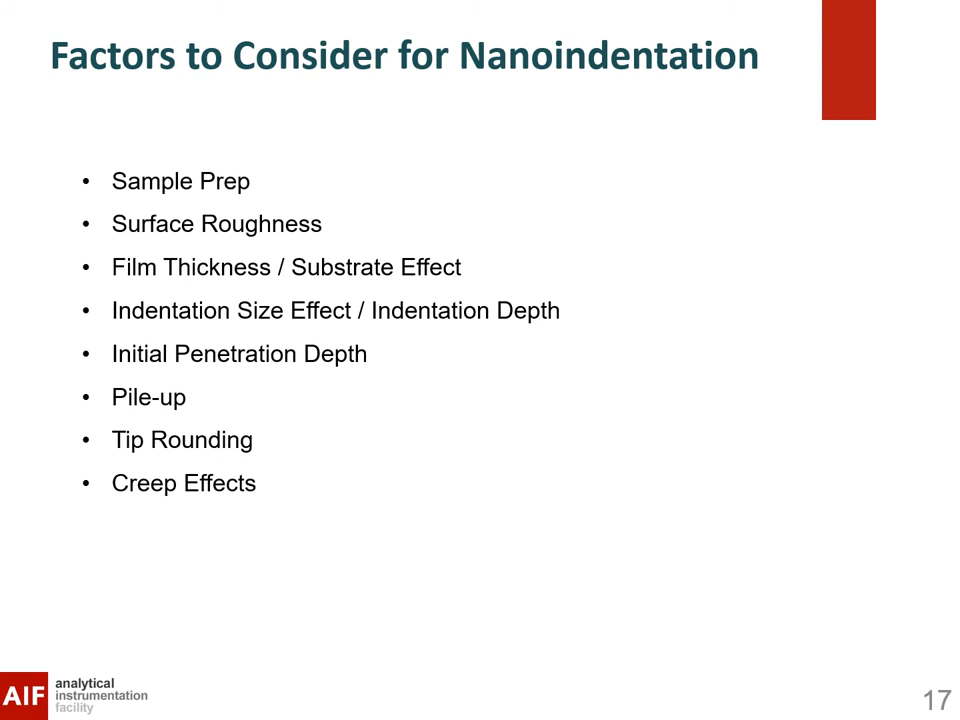 Factors to Consider for Nanoindentation
• Sample Prep
• Surface Roughness
• Film Thickness / Substrate Effect
• Indentation Size Effect / Indentation Depth
• Initial Penetration Depth
• Pile-up
• Tip Rounding
• Creep Effects
AIF
analytical
instrumentation
facility
17